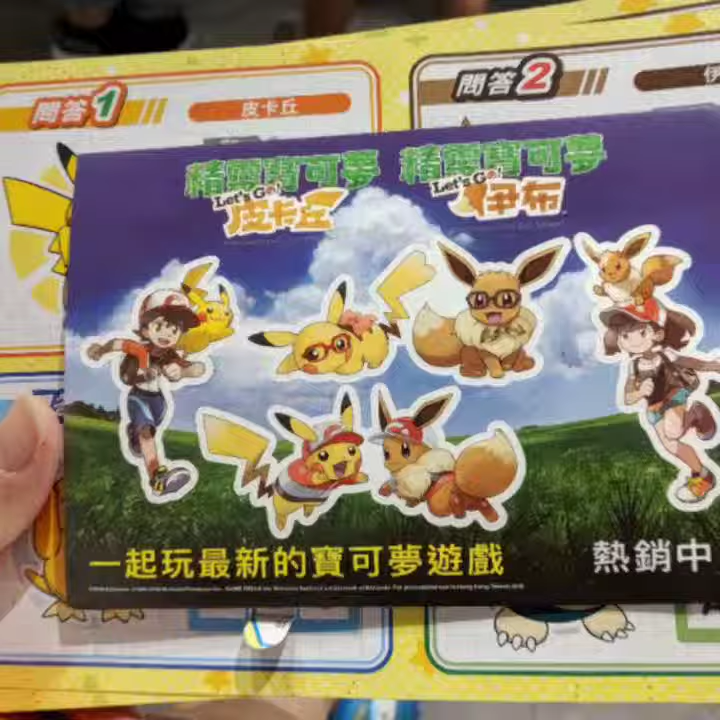 問答1
皮卡丘
問答2
伊
精靈寶可夢
Let's Go!
皮卡丘
精靈寶可夢
Let's Go!
伊布
一起玩最新的寶可夢遊戲
熱銷中